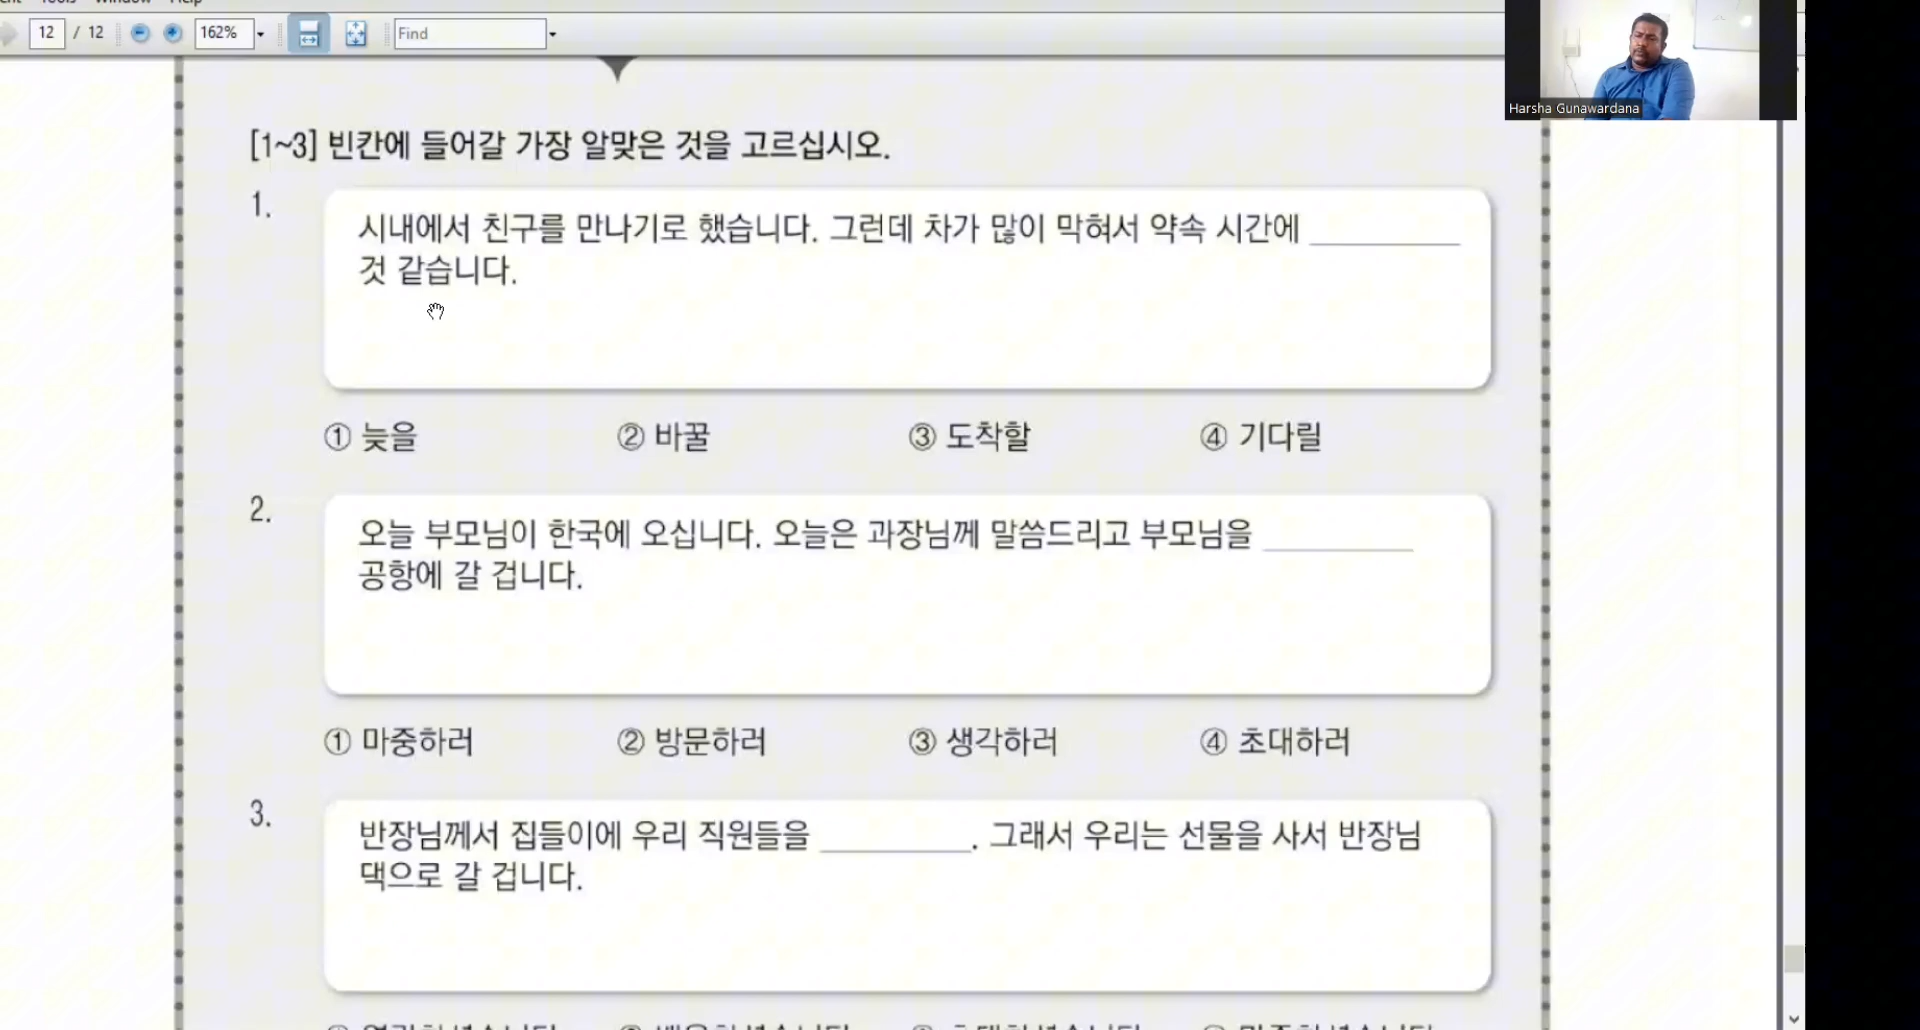 Tools Window Help
12 / 12 162% Find
Harsha Gunawardana
[1~3] 빈칸에 들어갈 가장 알맞은 것을 고르십시오.
1.
시내에서 친구를 만나기로 했습니다. 그런데 차가 많이 막혀서 약속 시간에 __________
것 같습니다.
① 늦을 ② 바꿀 ③ 도착할 ④ 기다릴
2.
오늘 부모님이 한국에 오십니다. 오늘은 과장님께 말씀드리고 부모님을 __________
공항에 갈 겁니다.
① 마중하러 ② 방문하러 ③ 생각하러 ④ 초대하러
3.
반장님께서 집들이에 우리 직원들을 __________. 그래서 우리는 선물을 사서 반장님
댁으로 갈 겁니다.